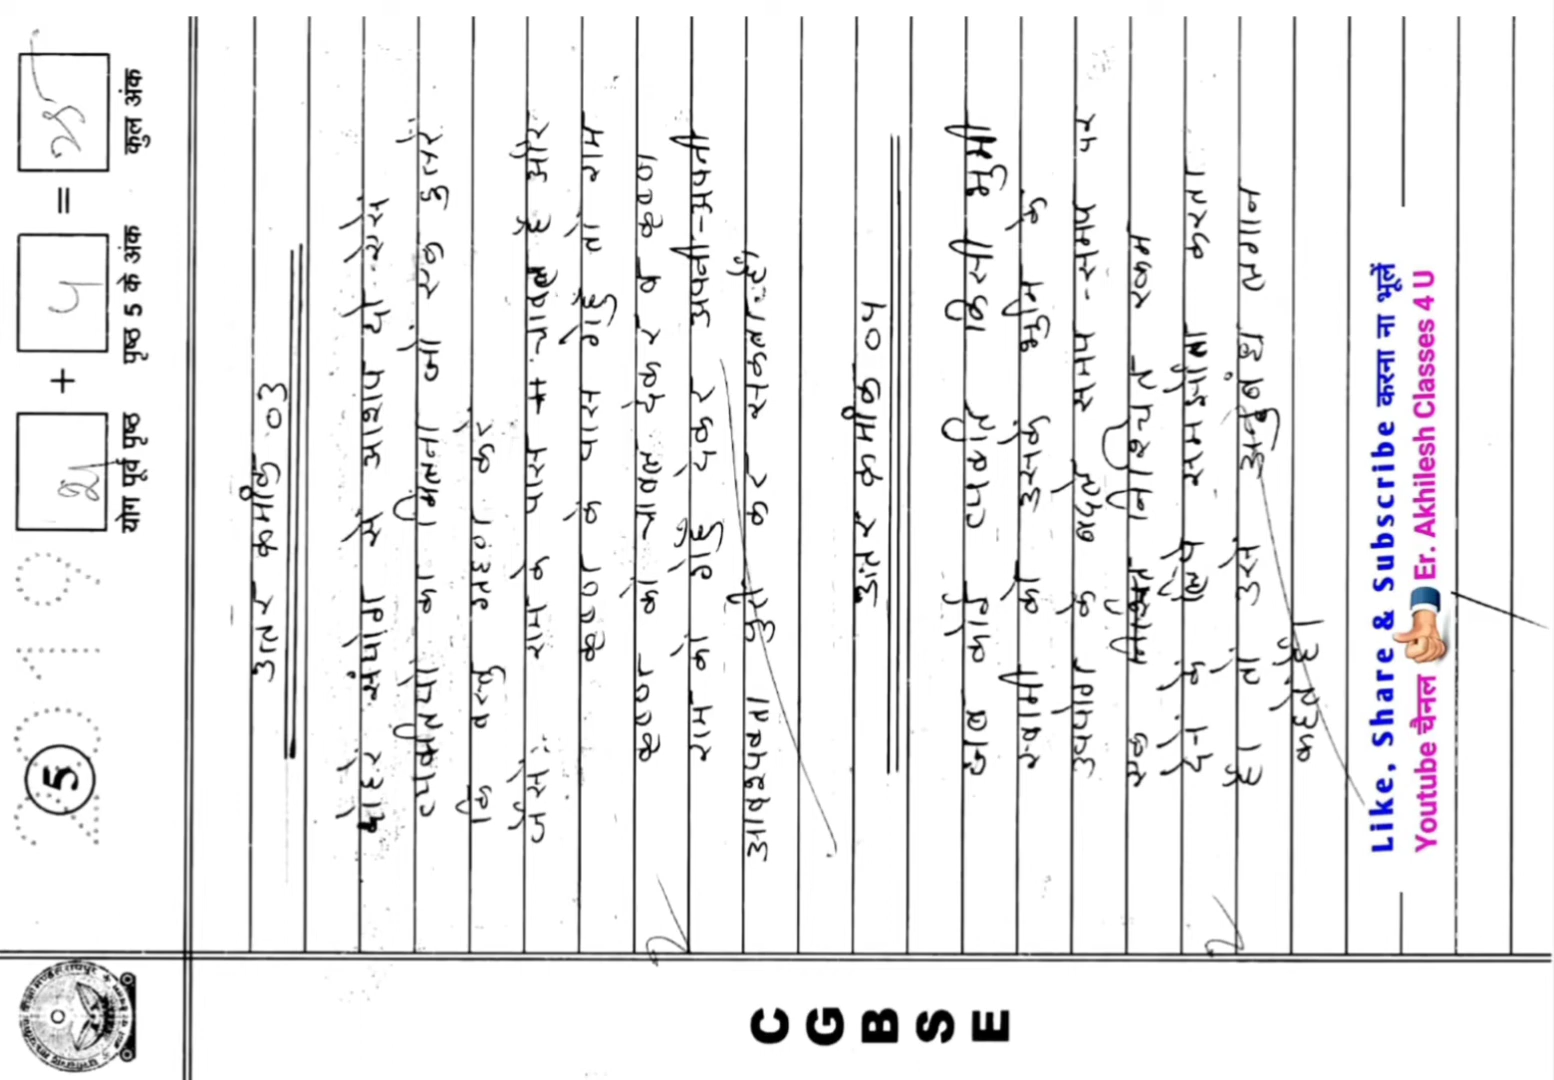 5
योग पूर्व पृष्ठ + पृष्ठ 5 के अंक = कुल अंक
21 + 4 = 25
उत्तर क्रमांक 03
दोहरे संयोग से आशय दो ऐसे
व्यक्तियों का मिलना जो एक दुसरे
कि वस्तु ग्रहण करे
जैसे: राम के पास में चावल है और
कृष्णा के पास गेहुँ तो राम
कृष्णा को चावल देकर व कृष्णा
राम को गेहुँ देकर अपनी-अपनी
आवश्यकता पुर्ती कर सकता है।
उत्तर क्रमांक 04
जब कोई व्यक्ति किसी भुमी
स्वामी को उसके भुमि के
उपयोग के बदले समय-समय पर
एक निश्चित रकम
देने के लिये समझौता करता
है तो उसे अनुबंध लगान
कहते है।
CGBSE
Like, Share & Subscribe करना ना भूलें
Youtube चैनल Er. Akhilesh Classes 4 U